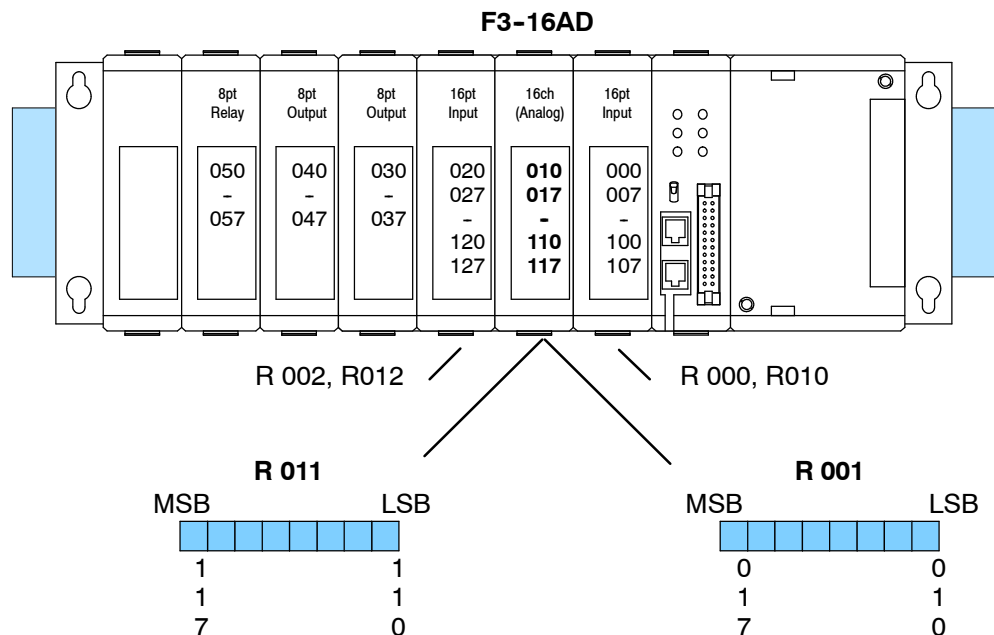 F3-16AD
8pt Relay
8pt Output
8pt Output
16pt Input
16ch (Analog)
16pt Input
050
-
057
040
-
047
030
-
037
020
027
-
120
127
010
017
-
110
117
000
007
-
100
107
R 002, R012
R 000, R010
R 011
MSB LSB
1 1
1 1
7 0
R 001
MSB LSB
0 0
1 1
7 0